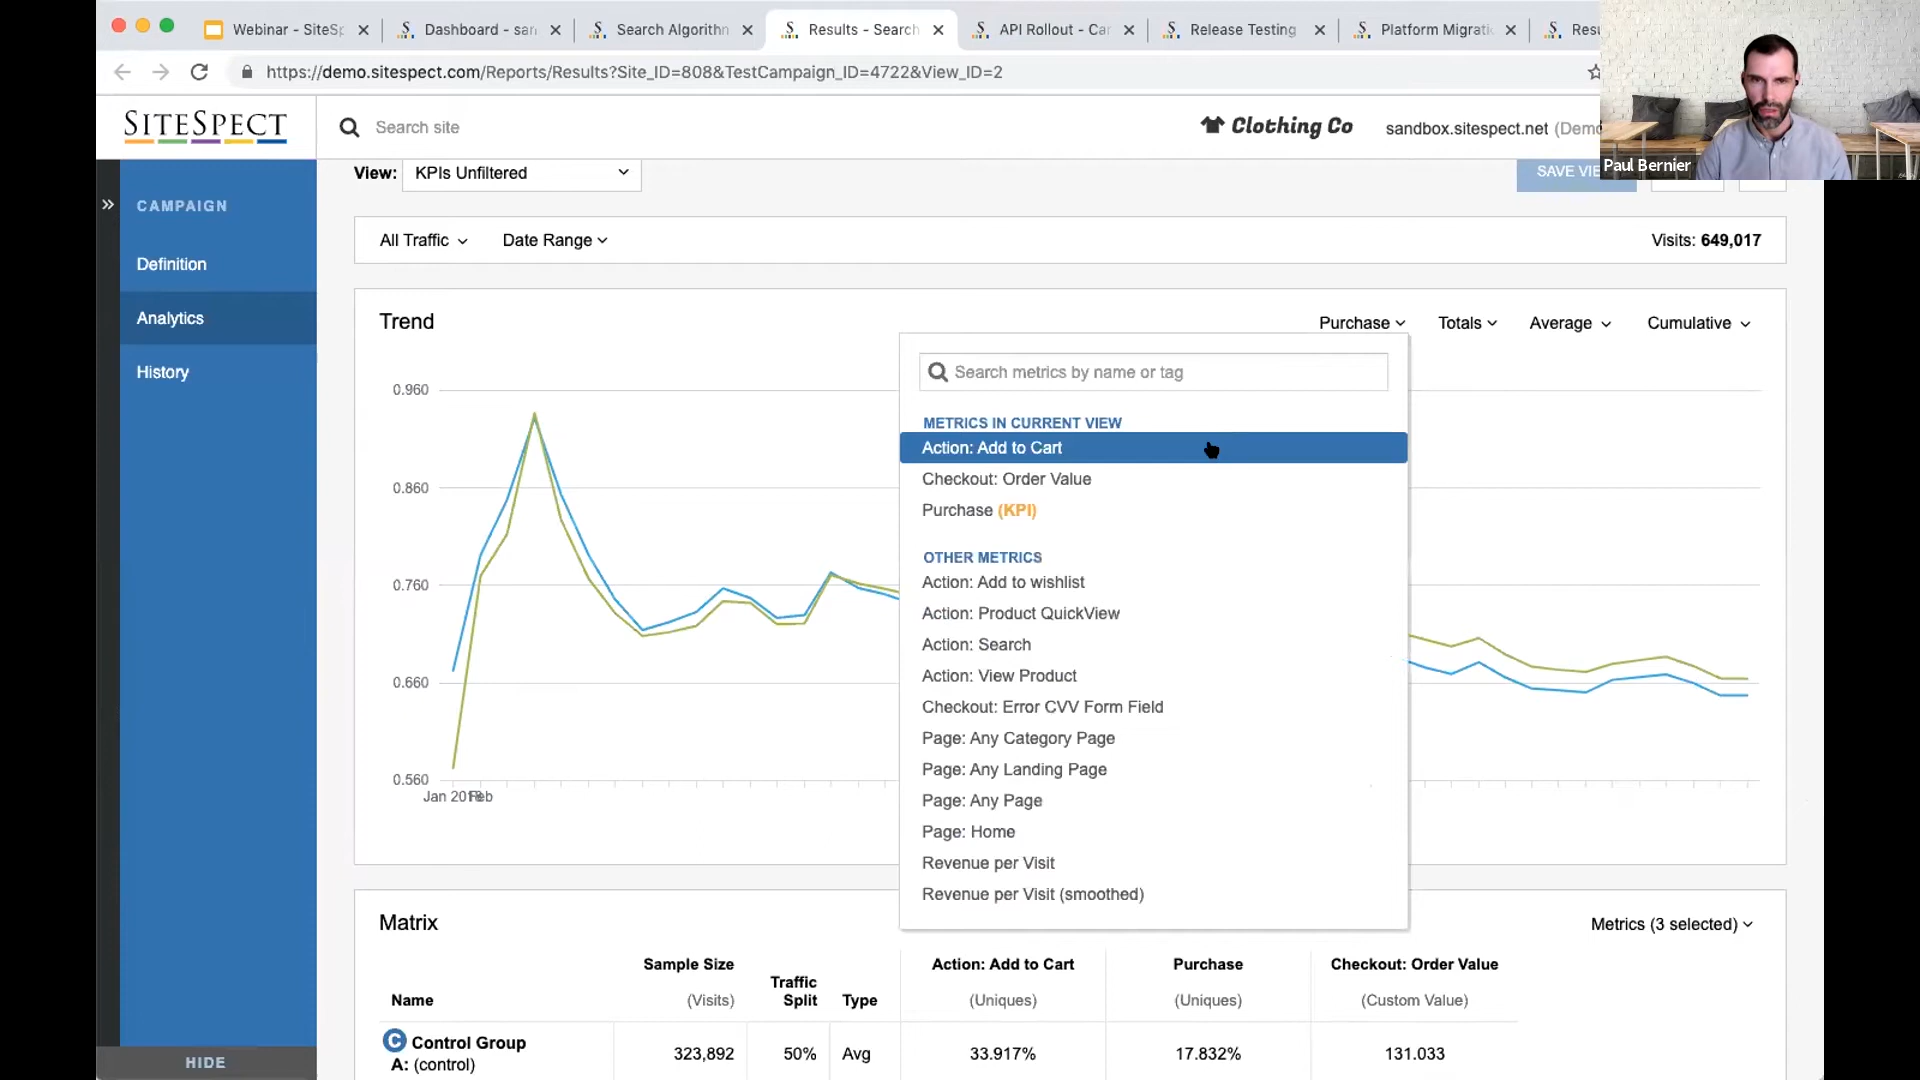 Webinar - SiteSp
Dashboard - san
Search Algorithn
Results - Search
API Rollout - Car
Release Testing
Platform Migrati
Resu
https://demo.sitespect.com/Reports/Results?Site_ID=808&TestCampaign_ID=4722&View_ID=2
Paul Bernier
SITESPECT
Search site
Clothing Co
sandbox.sitespect.net (Demo
View:
KPIs Unfiltered
SAVE VIE
CAMPAIGN
Definition
Analytics
History
HIDE
All Traffic
Date Range
Visits: 649,017
Trend
Purchase
Totals
Average
Cumulative
0.960
0.860
0.760
0.660
0.560
Feb
Search metrics by name or tag
METRICS IN CURRENT VIEW
Action: Add to Cart
Checkout: Order Value
Purchase (KPI)
OTHER METRICS
Action: Add to wishlist
Action: Product QuickView
Action: Search
Action: View Product
Checkout: Error CVV Form Field
Page: Any Category Page
Page: Any Landing Page
Page: Any Page
Page: Home
Revenue per Visit
Revenue per Visit (smoothed)
Matrix
Metrics (3 selected)
Name
Sample Size
(Visits)
Traffic
Split
Type
Action: Add to Cart
(Uniques)
Purchase
(Uniques)
Checkout: Order Value
(Custom Value)
C Control Group
A: (control)
323,892
50%
Avg
33.917%
17.832%
131.033